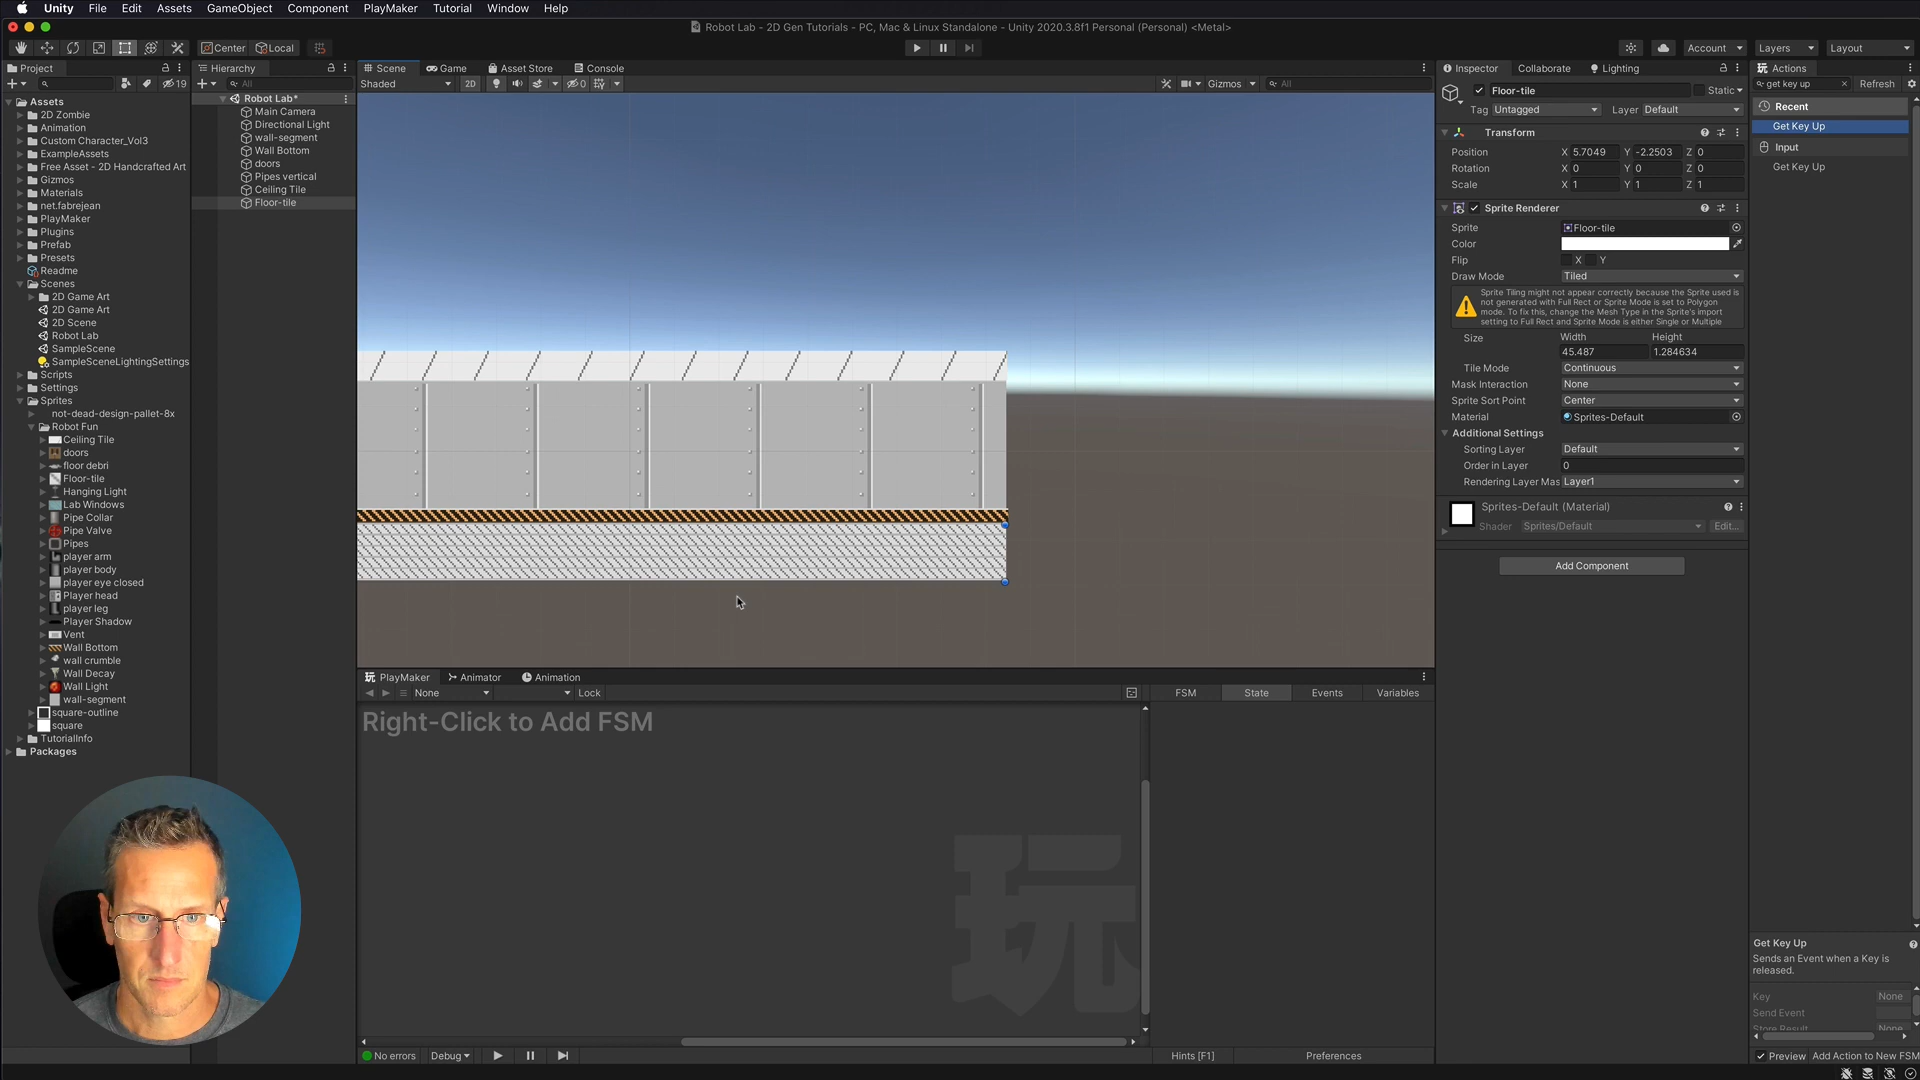 Unity File Edit Assets GameObject Component PlayMaker Tutorial Window Help
Robot Lab - 2D Gen Tutorials - PC, Mac & Linux Standalone - Unity 2020.3.8f1 Personal (Personal) <Metal>
Center Local Account Layers Layout
Project
19
Assets
2D Zombie
Animation
Custom Character_Vol3
ExampleAssets
Free Asset - 2D Handcrafted Art
Gizmos
Materials
net.fabrejean
PlayMaker
Plugins
Prefab
Presets
Readme
Scenes
2D Game Art
2D Game Art
2D Scene
Robot Lab
SampleScene
SampleSceneLightingSettings
Scripts
Settings
Sprites
not-dead-design-pallet-8x
Robot Fun
Ceiling Tile
doors
floor debri
Floor-tile
Hanging Light
Lab Windows
Pipe Collar
Pipe Valve
Pipes
player arm
player body
player eye closed
Player head
player leg
Player Shadow
Vent
Wall Bottom
wall crumble
Wall Decay
Wall Light
wall-segment
square-outline
square
TutorialInfo
Packages
Hierarchy
All
Robot Lab*
Main Camera
Directional Light
wall-segment
Wall Bottom
doors
Pipes vertical
Ceiling Tile
Floor-tile
Scene Game Asset Store Console
Shaded 2D 0 Gizmos All
PlayMaker Animator Animation
None Lock FSM State Events Variables
Right-Click to Add FSM
玩
No errors Debug Hints [F1] Preferences
Inspector Collaborate Lighting
Floor-tile Static
Tag Untagged Layer Default
Transform
Position X 5.7049 Y -2.2503 Z 0
Rotation X 0 Y 0 Z 0
Scale X 1 Y 1 Z 1
Sprite Renderer
Sprite Floor-tile
Color
Flip X Y
Draw Mode Tiled
Sprite Tiling might not appear correctly because the Sprite used is
not generated with Full Rect or Sprite Mode is set to Polygon
mode. To fix this, change the Mesh Type in the Sprite's import
setting to Full Rect and Sprite Mode is either Single or Multiple
Size Width Height
45.487 1.284634
Tile Mode Continuous
Mask Interaction None
Sprite Sort Point Center
Material Sprites-Default
Additional Settings
Sorting Layer Default
Order in Layer 0
Rendering Layer Mas Layer1
Sprites-Default (Material)
Shader Sprites/Default Edit...
Add Component
Actions
get key up Refresh
Recent
Get Key Up
Input
Get Key Up
Get Key Up
Sends an Event when a Key is
released.
Key None
Send Event
Store Result None
Preview Add Action to New FSM